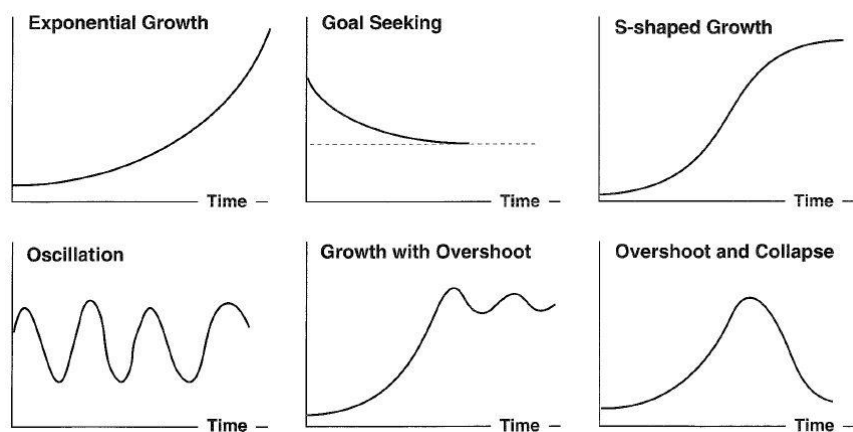 Exponential Growth
Goal Seeking
S-shaped Growth
Time
Time
Time
Oscillation
Growth with Overshoot
Overshoot and Collapse
Time
Time
Time